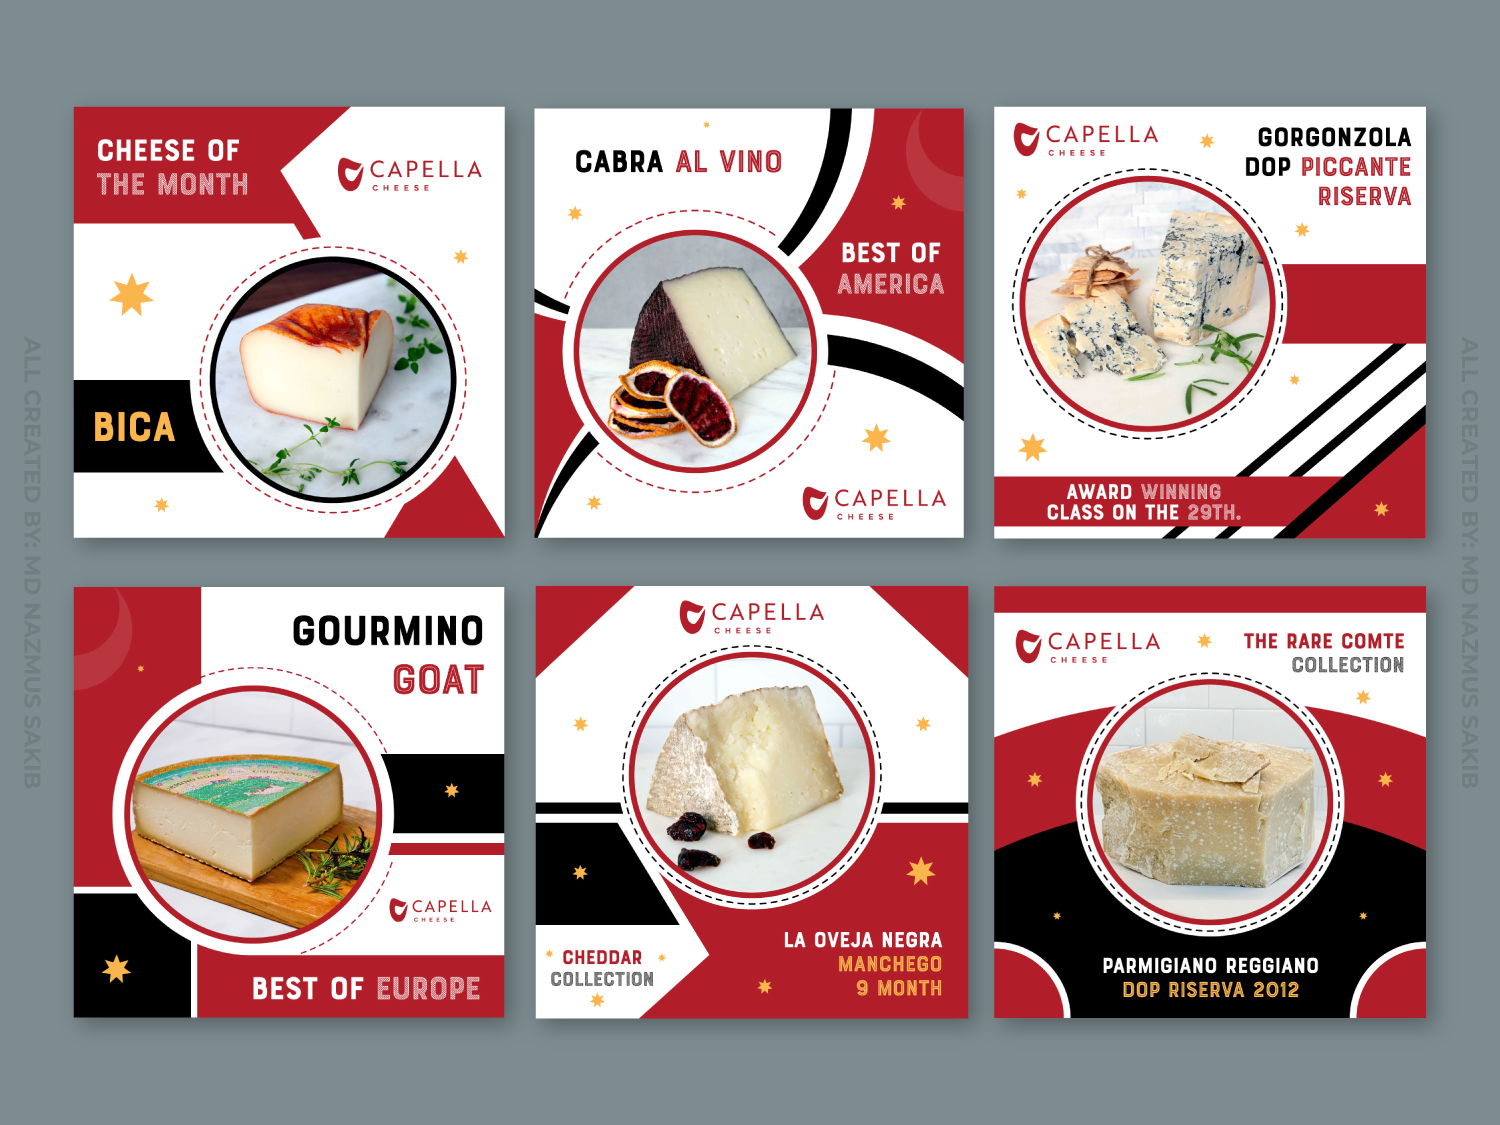 CHEESE OF
THE MONTH
CAPELLA
CHEESE
BICA
CABRA AL VINO
BEST OF
AMERICA
CAPELLA
CHEESE
CAPELLA
CHEESE
GORGONZOLA
DOP PICCANTE
RISERVA
AWARD WINNING
CLASS ON THE 29TH.
GOURMINO
GOAT
CAPELLA
CHEESE
BEST OF EUROPE
CAPELLA
CHEESE
CHEDDAR
COLLECTION
LA OVEJA NEGRA
MANCHEGO
9 MONTH
CAPELLA
CHEESE
THE RARE COMTE
COLLECTION
PARMIGIANO REGGIANO
DOP RISERVA 2012
ALL CREATED BY: MD NAZMUS SAKIB
ALL CREATED BY: MD NAZMUS SAKIB